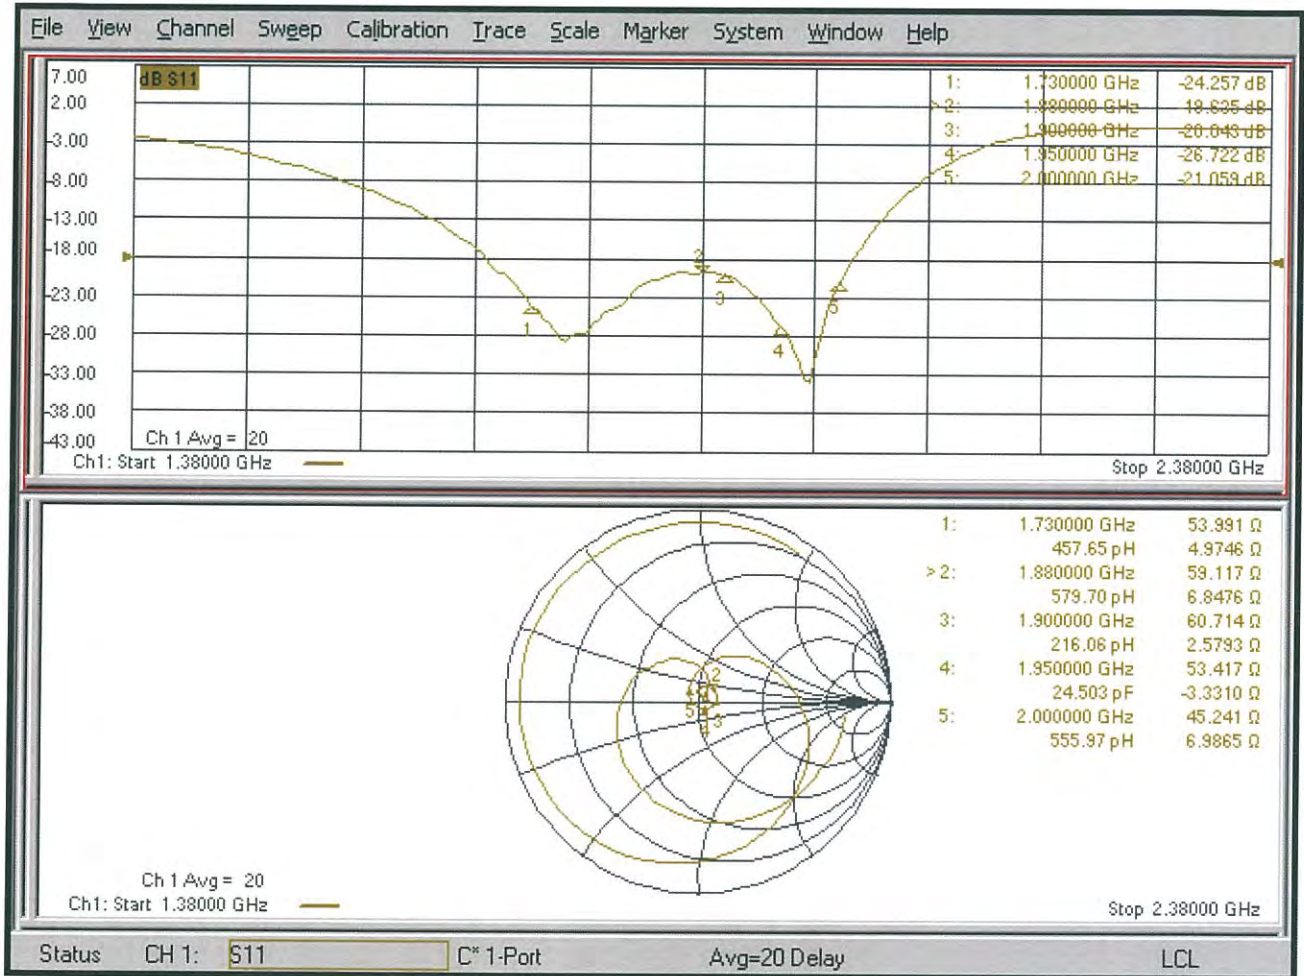 File View Channel Sweep Calibration Trace Scale Marker System Window Help
7.00
dB S11
2.00
-3.00
-8.00
-13.00
-18.00
-23.00
-28.00
-33.00
-38.00
-43.00
1: 1.730000 GHz -24.257 dB
>2: 1.880000 GHz -19.635 dB
3: 1.900000 GHz -20.043 dB
4: 1.950000 GHz -26.722 dB
5: 2.000000 GHz -21.059 dB
1
2
3
4
5
Ch 1 Avg = 20
Ch1: Start 1.38000 GHz
Stop 2.38000 GHz
1: 1.730000 GHz 53.991 Ω
457.65 pH 4.9746 Ω
>2: 1.880000 GHz 59.117 Ω
579.70 pH 6.8476 Ω
3: 1.900000 GHz 60.714 Ω
216.06 pH 2.5793 Ω
4: 1.950000 GHz 53.417 Ω
24.503 pF -3.3310 Ω
5: 2.000000 GHz 45.241 Ω
555.97 pH 6.9865 Ω
2
5
3
4
Ch 1 Avg = 20
Ch1: Start 1.38000 GHz
Stop 2.38000 GHz
Status CH 1: S11 C* 1-Port Avg=20 Delay LCL